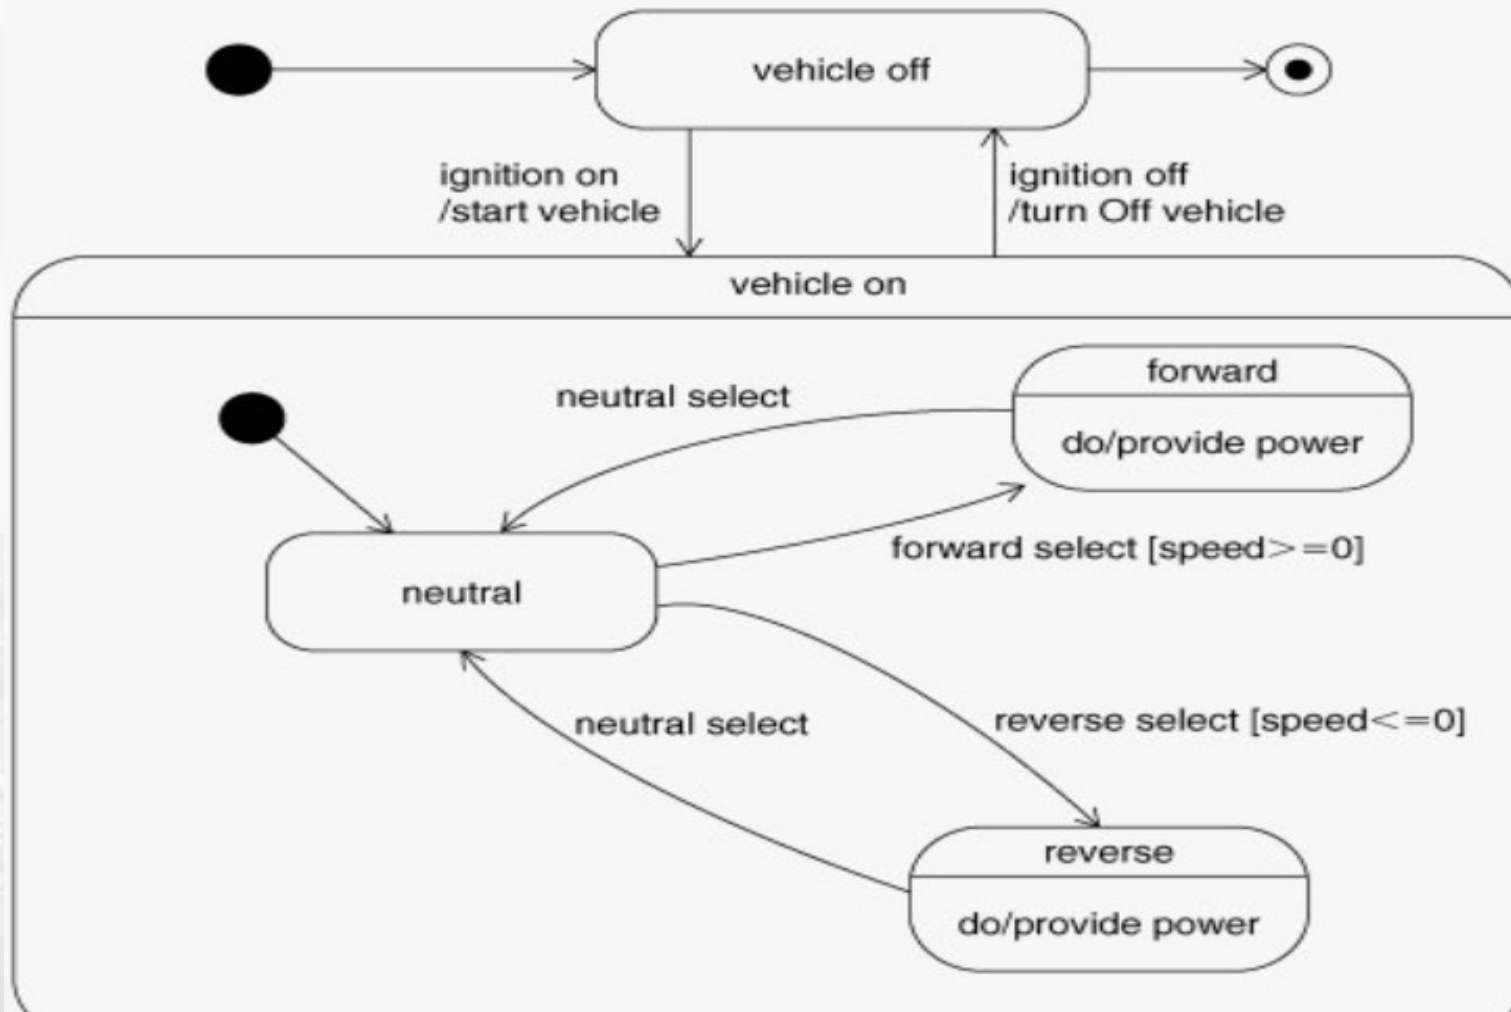 vehicle off
ignition on
/start vehicle
ignition off
/turn Off vehicle
vehicle on
forward
do/provide power
neutral select
forward select [speed>=0]
neutral
neutral select
reverse select [speed<=0]
reverse
do/provide power